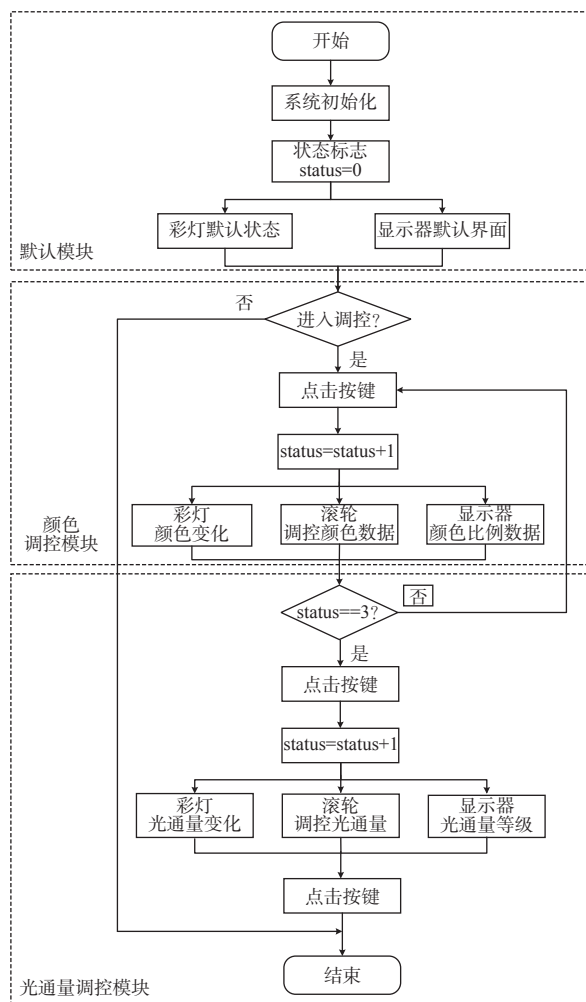 开始
系统初始化
状态标志
status=0
彩灯默认状态
显示器默认界面
默认模块
否
进入调控?
是
点击按键
status=status+1
彩灯
颜色变化
滚轮
调控颜色数据
显示器
颜色比例数据
颜色
调控模块
status==3?
否
是
点击按键
status=status+1
彩灯
光通量变化
滚轮
调控光通量
显示器
光通量等级
点击按键
结束
光通量调控模块